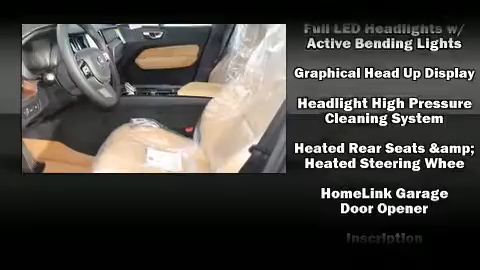 Full LED Headlights w/
Active Bending Lights
Graphical Head Up Display
Headlight High Pressure
Cleaning System
Heated Rear Seats &amp;
Heated Steering Whee
HomeLink Garage
Door Opener
Inscription